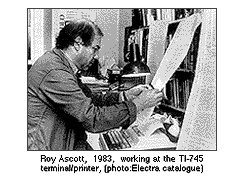 Roy Ascott, 1983, working at the TI-745
terminal/printer, (photo:Electra catalogue)